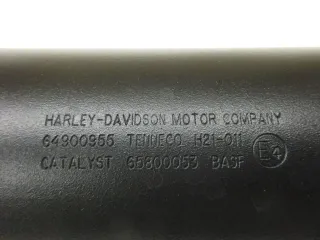 HARLEY-DAVIDSON MOTOR COMPANY
64900955 TENNECO H21-011
CATALYST 65800053 BASF E4